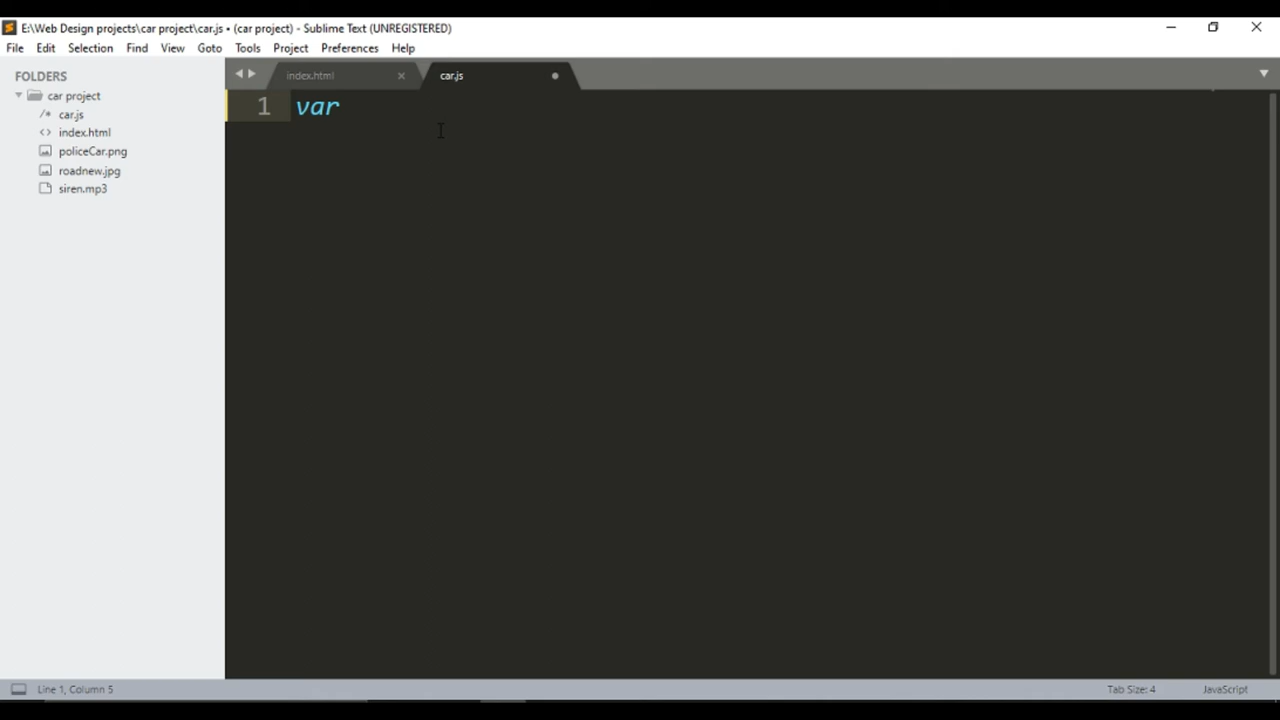 E:\Web Design projects\car project\car.js • (car project) - Sublime Text (UNREGISTERED)
File Edit Selection Find View Goto Tools Project Preferences Help
FOLDERS
car project
/* car.js
<> index.html
policeCar.png
roadnew.jpg
siren.mp3
index.html × car.js
1 var
Line 1, Column 5 Tab Size: 4 JavaScript